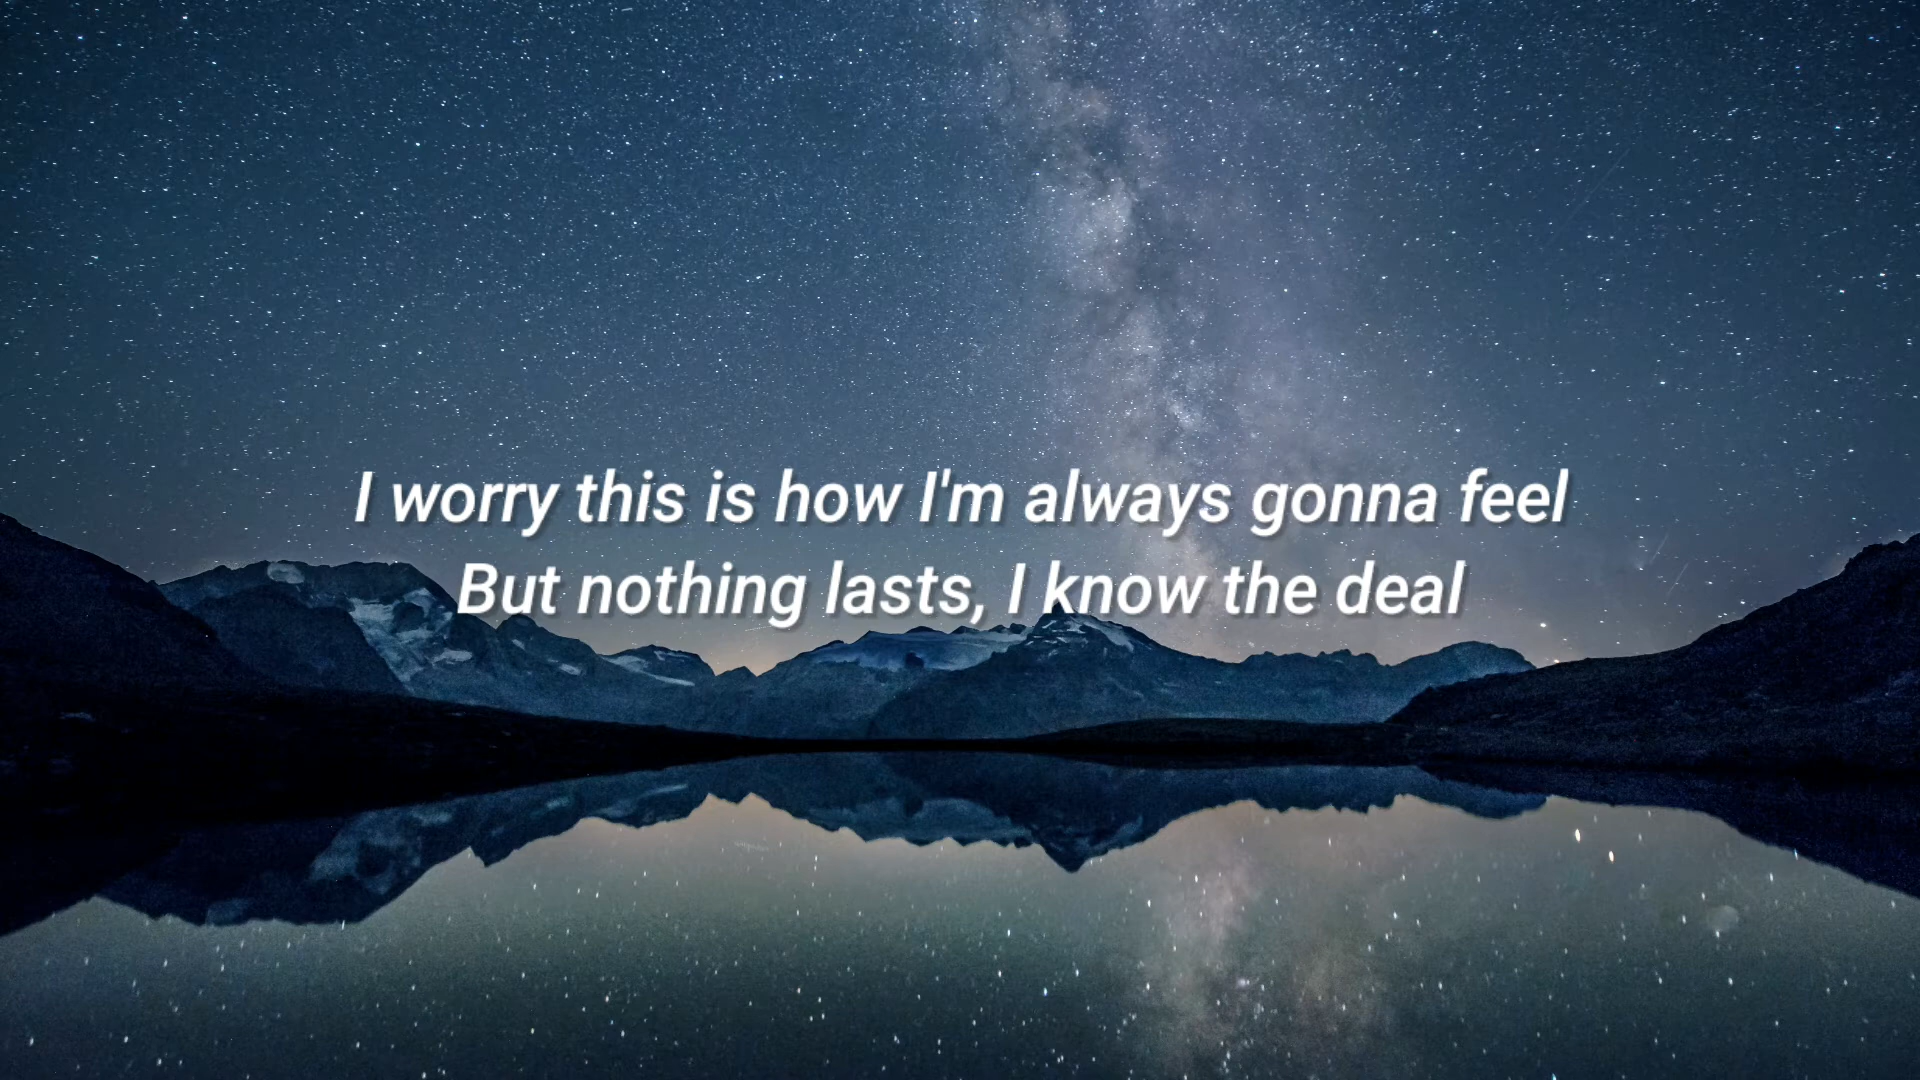 I worry this is how I'm always gonna feel
But nothing lasts, I know the deal